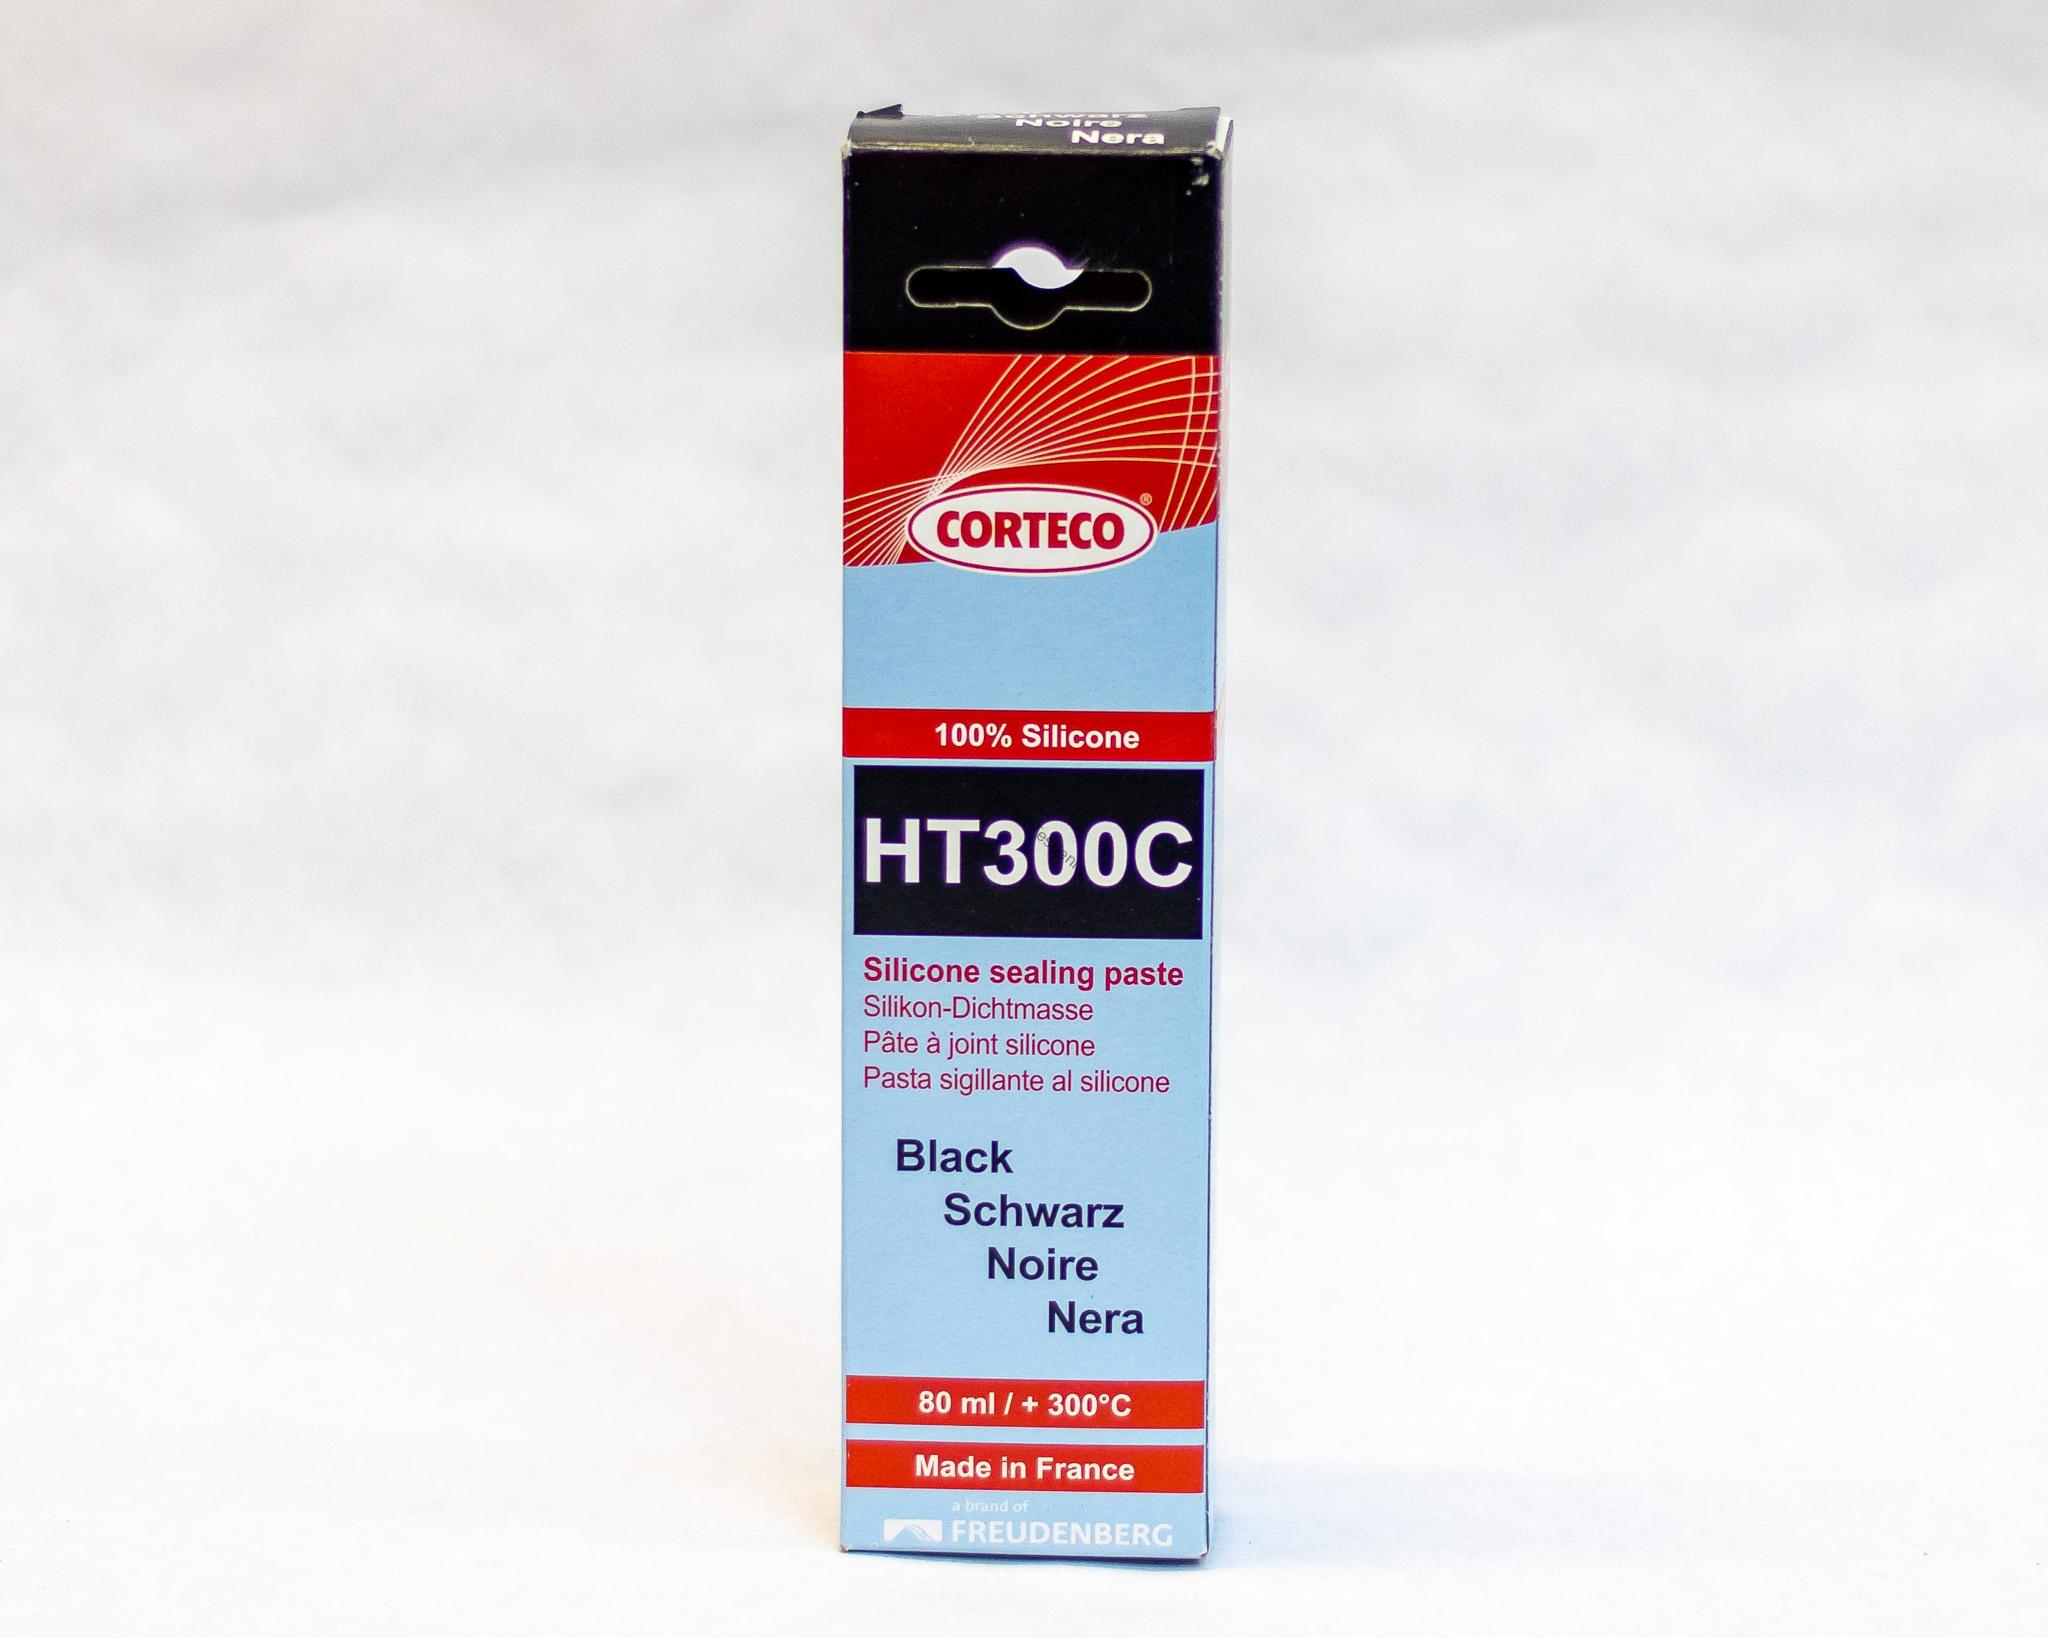 Schwarz
Noire
Nera
CORTECO®
100% Silicone
HT300C
Silicone sealing paste
Silikon-Dichtmasse
Pâte à joint silicone
Pasta sigillante al silicone
Black
Schwarz
Noire
Nera
80 ml / + 300°C
Made in France
a brand of
FREUDENBERG